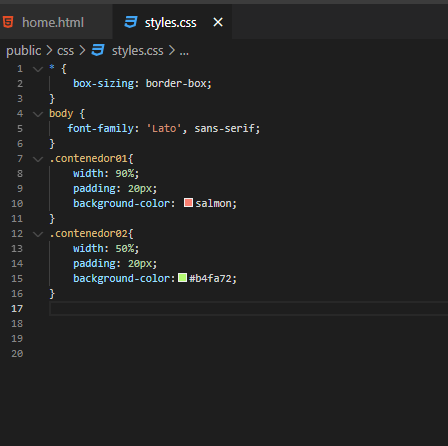 home.html styles.css ×
public > css > styles.css > ...
1 * {
2 box-sizing: border-box;
3 }
4 body {
5 font-family: 'Lato', sans-serif;
6 }
7 .contenedor01{
8 width: 90%;
9 padding: 20px;
10 background-color: salmon;
11 }
12 .contenedor02{
13 width: 50%;
14 padding: 20px;
15 background-color: #b4fa72;
16 }
17
18
19
20